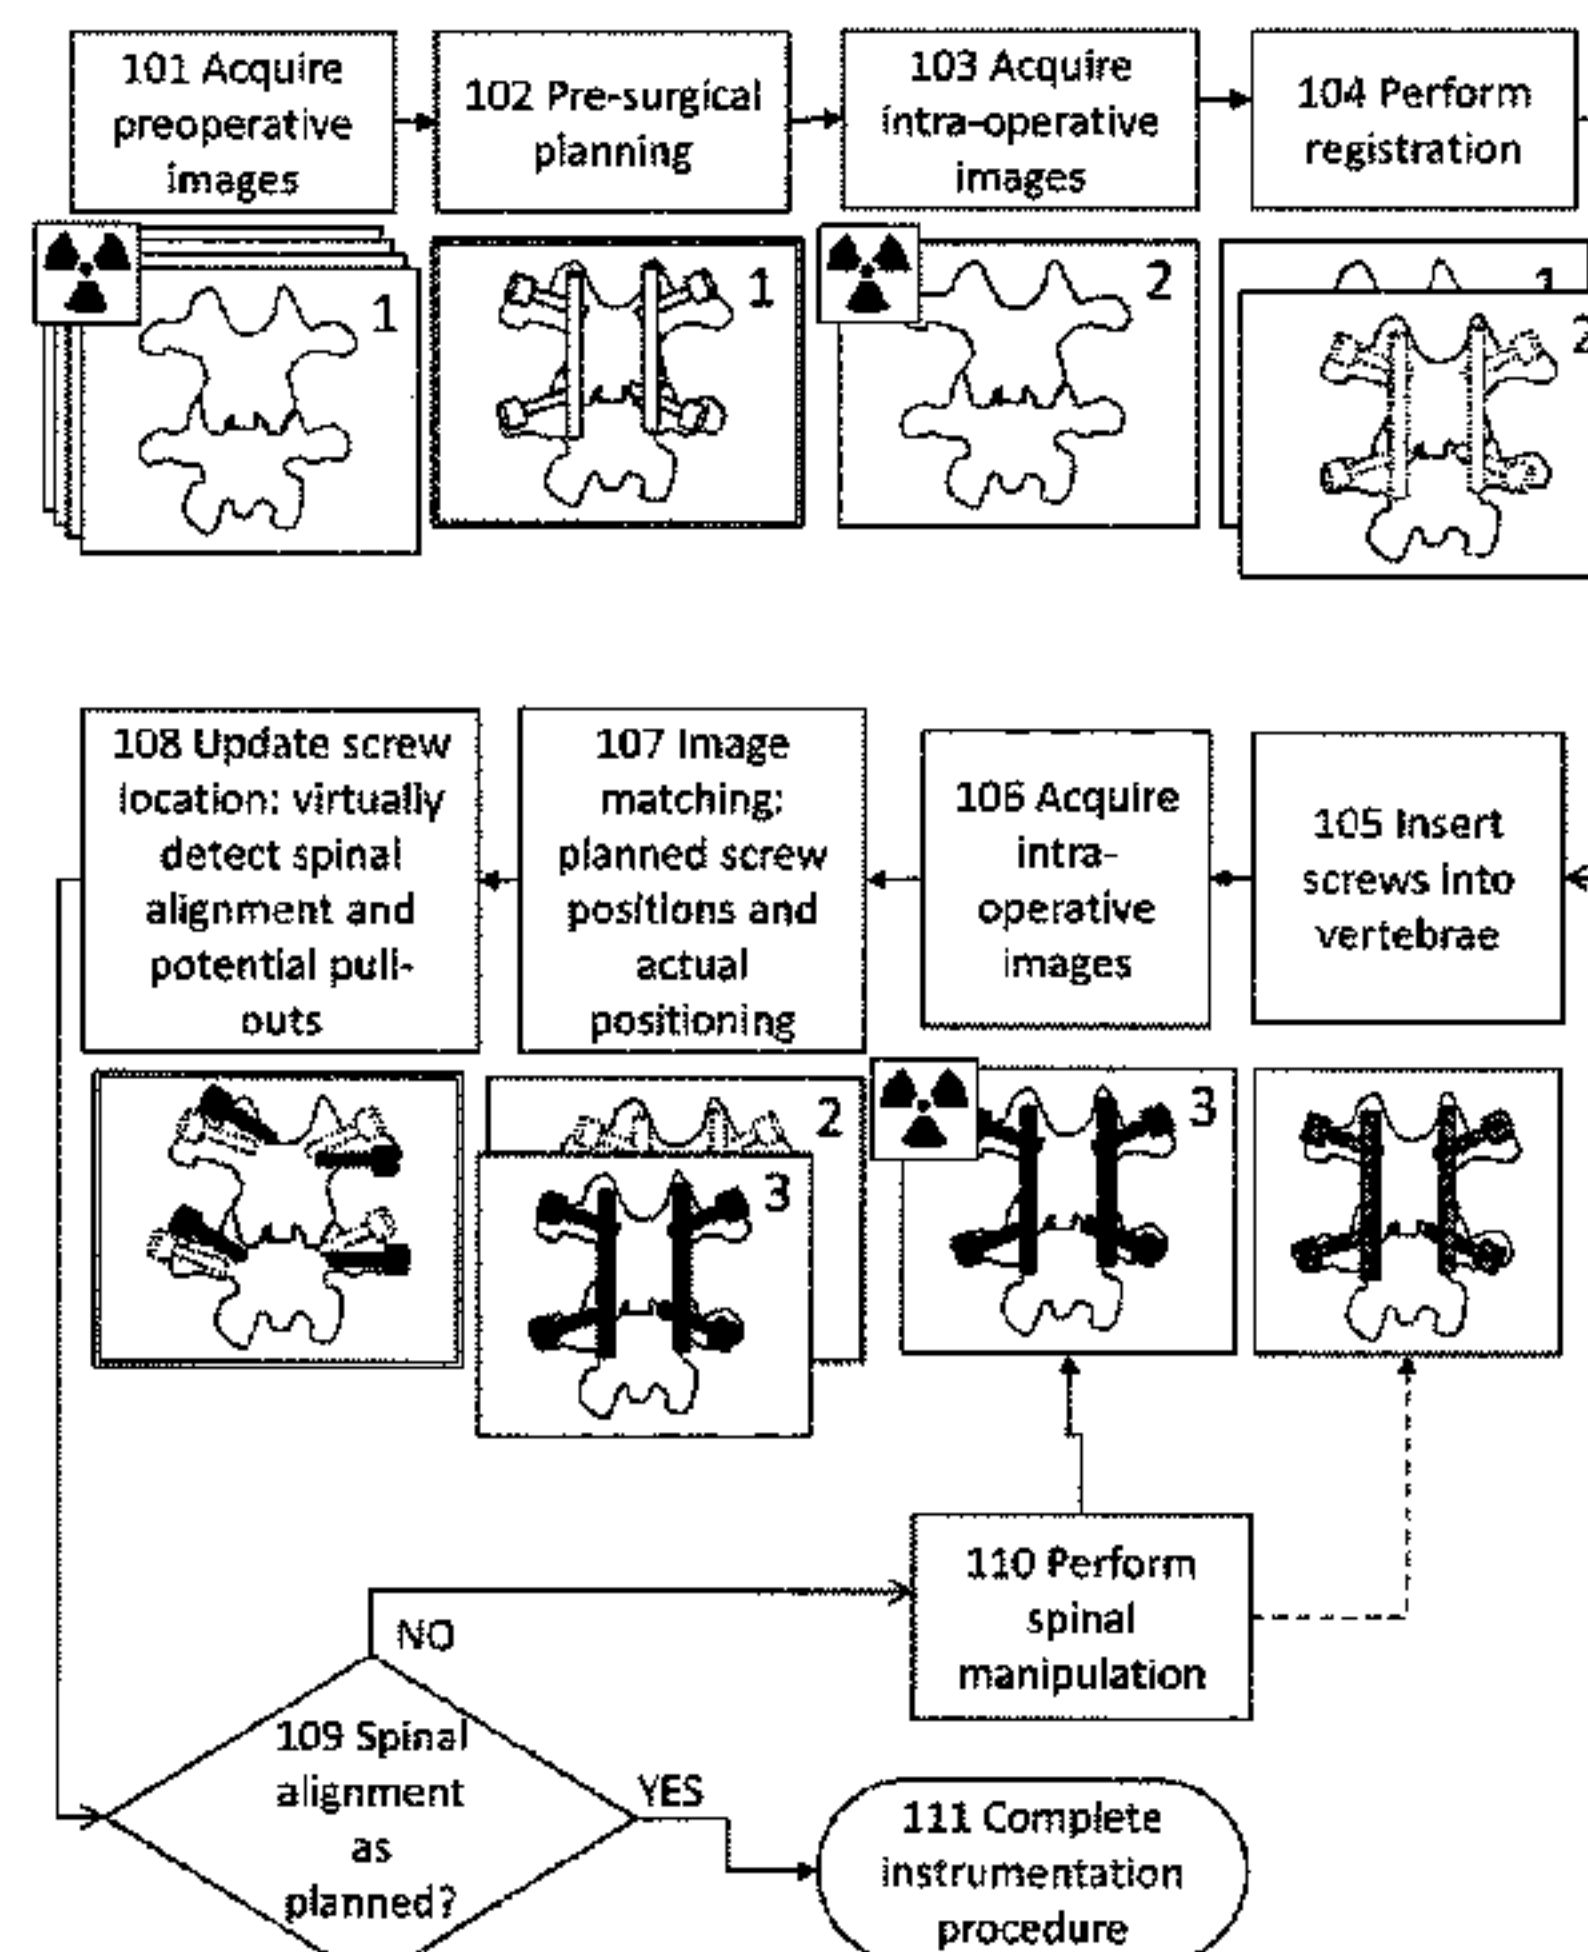 101 Acquire
preoperative
images
102 Pre-surgical
planning
103 Acquire
intra-operative
images
104 Perform
registration
1
1
2
1
2
108 Update screw
location: virtually
detect spinal
alignment and
potential pull-
outs
107 Image
matching:
planned screw
positions and
actual
positioning
106 Acquire
intra-
operative
images
105 Insert
screws into
vertebrae
2
3
3
110 Perform
spinal
manipulation
NO
109 Spinal
alignment
as
planned?
YES
111 Complete
instrumentation
procedure